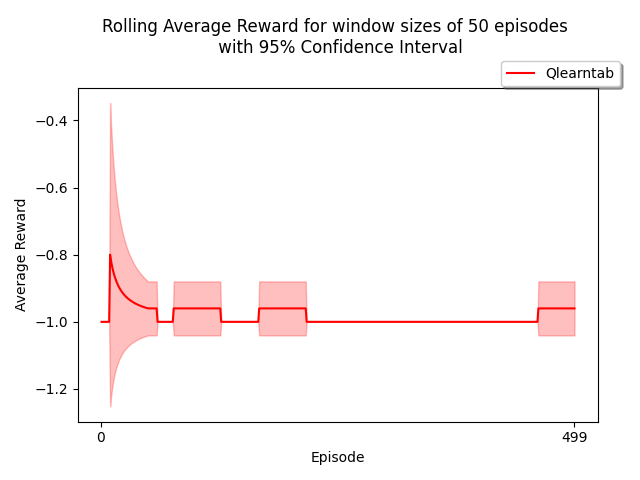 Rolling Average Reward for window sizes of 50 episodes
with 95% Confidence Interval
Qlearntab
−0.4
−0.6
−0.8
−1.0
−1.2
Average Reward
0
499
Episode